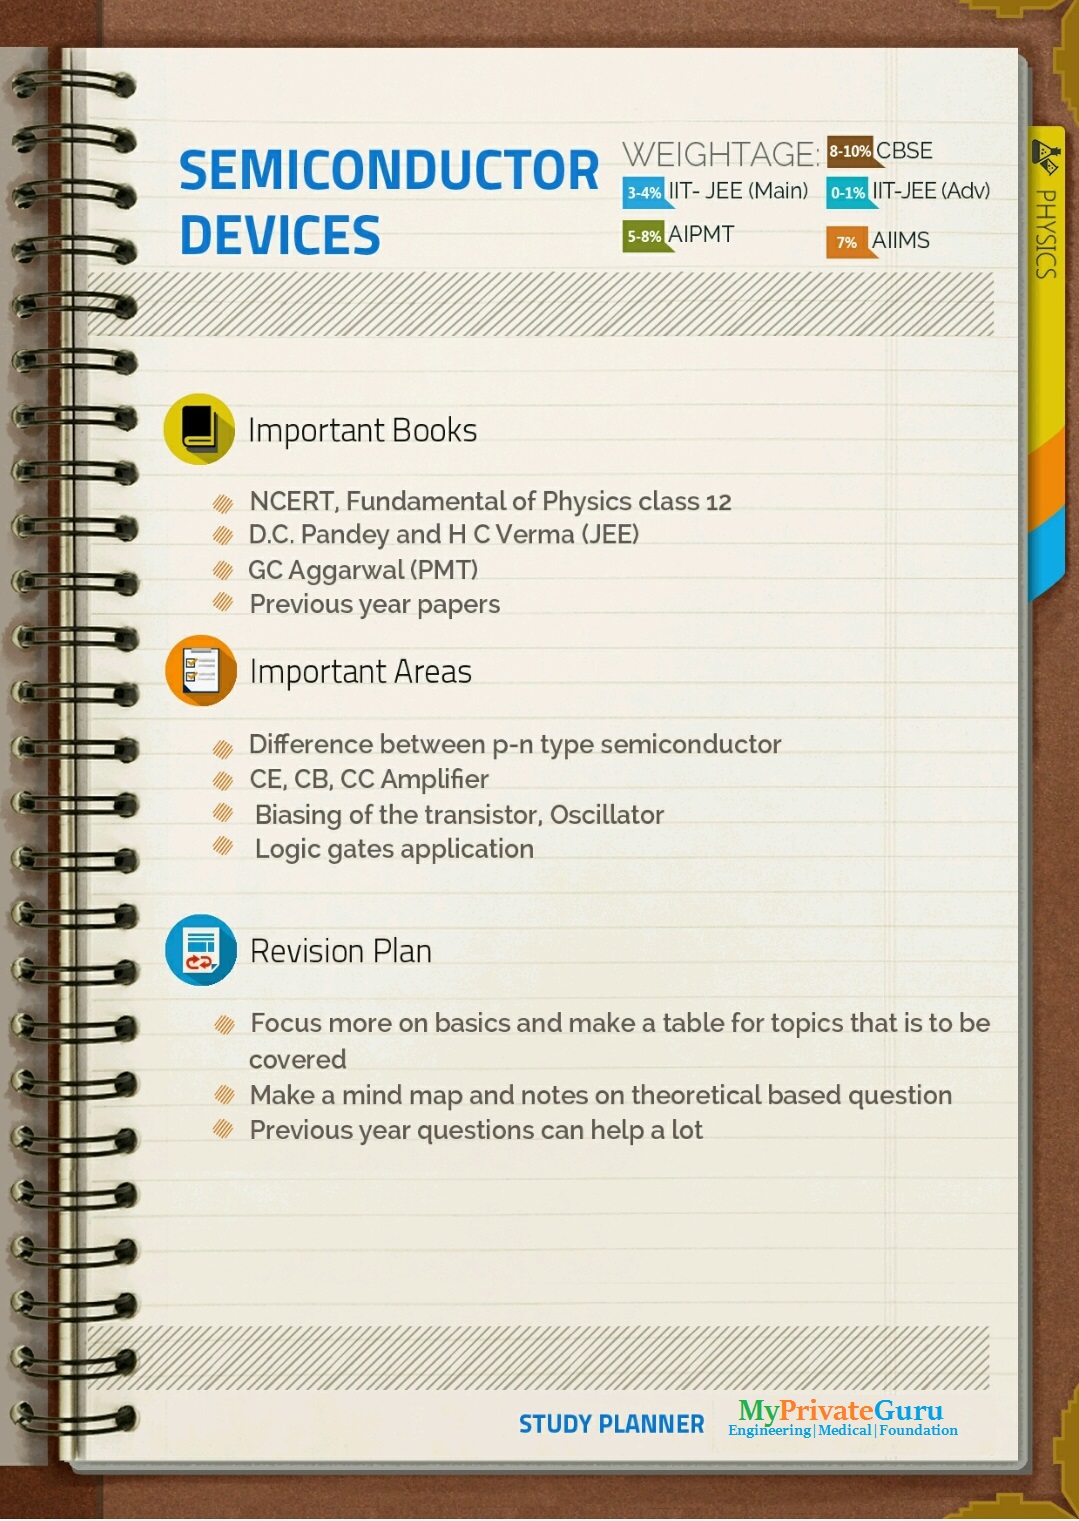 SEMICONDUCTOR
DEVICES
WEIGHTAGE:
8-10% CBSE
3-4% IIT- JEE (Main)
0-1% IIT-JEE (Adv)
5-8% AIPMT
7% AIIMS
PHYSICS
Important Books
NCERT, Fundamental of Physics class 12
D.C. Pandey and H C Verma (JEE)
GC Aggarwal (PMT)
Previous year papers
Important Areas
Difference between p-n type semiconductor
CE, CB, CC Amplifier
Biasing of the transistor, Oscillator
Logic gates application
Revision Plan
Focus more on basics and make a table for topics that is to be
covered
Make a mind map and notes on theoretical based question
Previous year questions can help a lot
STUDY PLANNER
MyPrivateGuru
Engineering|Medical|Foundation